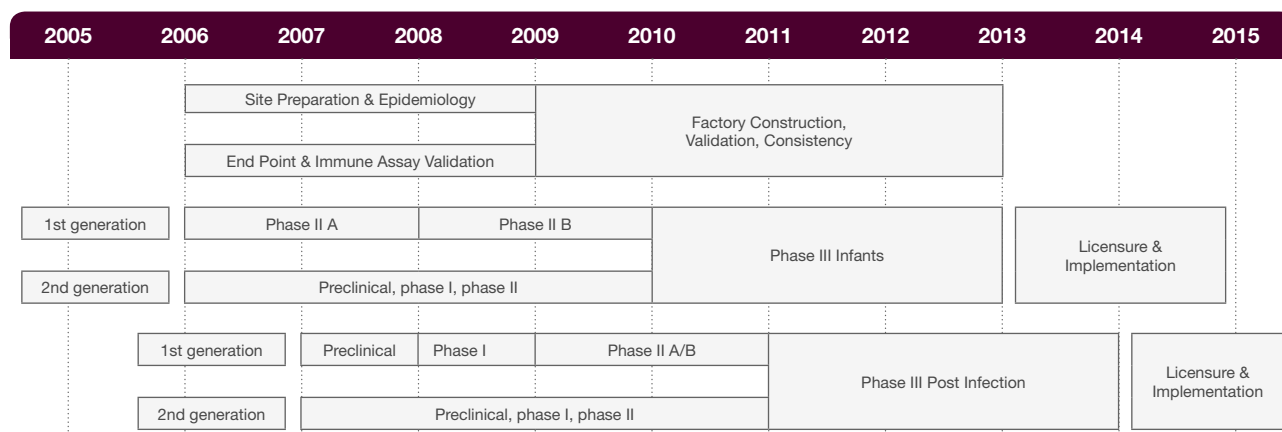 2005 2006 2007 2008 2009 2010 2011 2012 2013 2014 2015
Site Preparation & Epidemiology
Factory Construction,
Validation, Consistency
End Point & Immune Assay Validation
1st generation
Phase II A
Phase II B
Phase III Infants
Licensure &
Implementation
2nd generation
Preclinical, phase I, phase II
1st generation
Preclinical
Phase I
Phase II A/B
Phase III Post Infection
Licensure &
Implementation
2nd generation
Preclinical, phase I, phase II